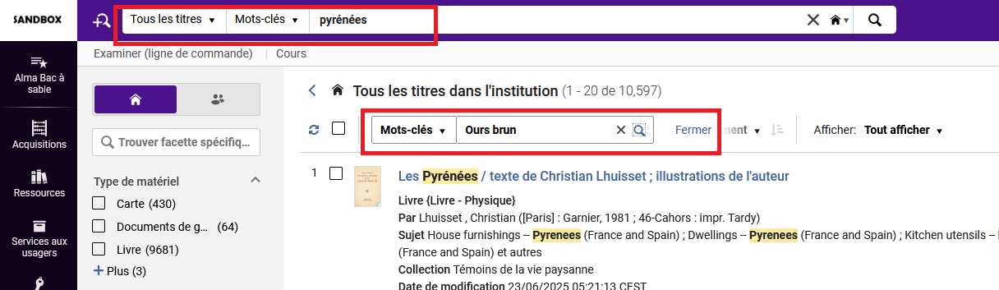 SANDBOX
Tous les titres ▼ Mots-clés ▼ pyrénées
Examiner (ligne de commande) | Cours
Alma Bac à
sable
Acquisitions
Ressources
Services aux
usagers
Trouver facette spécifiq...
Type de matériel
Carte (430)
Documents de g... (64)
Livre (9681)
+ Plus (3)
Tous les titres dans l'institution (1 - 20 de 10,597)
Mots-clés ▼ Ours brun Fermer ment ▼ Afficher: Tout afficher ▼
1 Les Pyrénées / texte de Christian Lhuisset ; illustrations de l'auteur
Livre {Livre - Physique}
Par Lhuisset , Christian ([Paris] : Garnier, 1981 ; 46-Cahors : impr. Tardy)
Sujet House furnishings -- Pyrenees (France and Spain) ; Dwellings -- Pyrenees (France and Spain) ; Kitchen utensils --
(France and Spain) et autres
Collection Témoins de la vie paysanne
Date de modification 23/06/2025 05:21:13 CEST